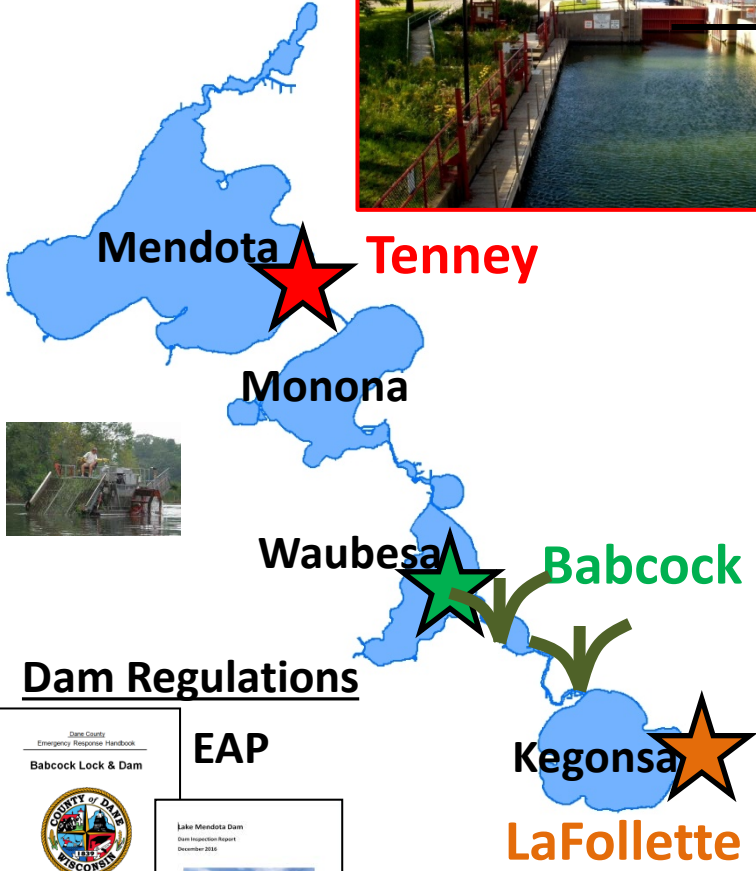 Mendota
Tenney
Monona
Waubesa
Babcock
Dam Regulations
EAP
Dane County
Emergency Response Handbook
Babcock Lock & Dam
COUNTY of DANE
1839
WISCONSIN
Lake Mendota Dam
Dam Inspection Report
December 2016
Kegonsa
LaFollette